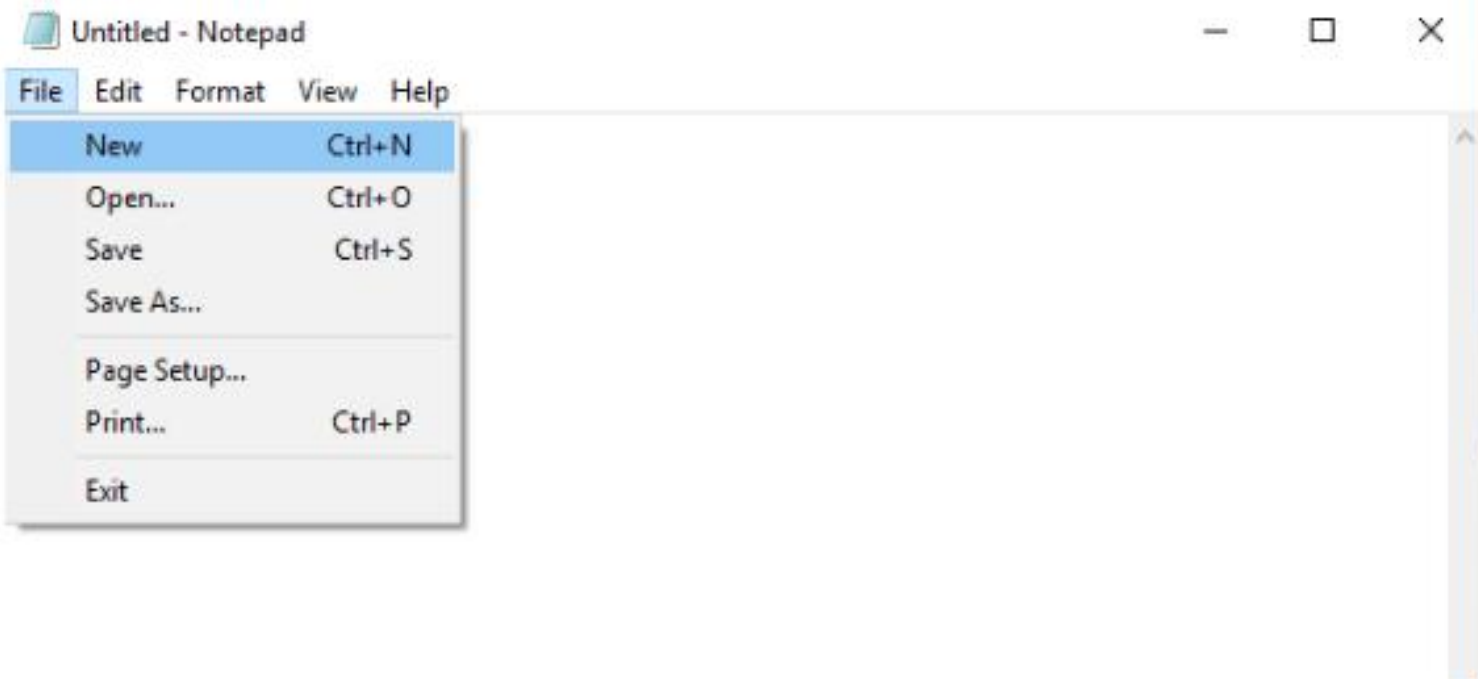 Untitled - Notepad
File Edit Format View Help
New Ctrl+N
Open... Ctrl+O
Save Ctrl+S
Save As...
Page Setup...
Print... Ctrl+P
Exit